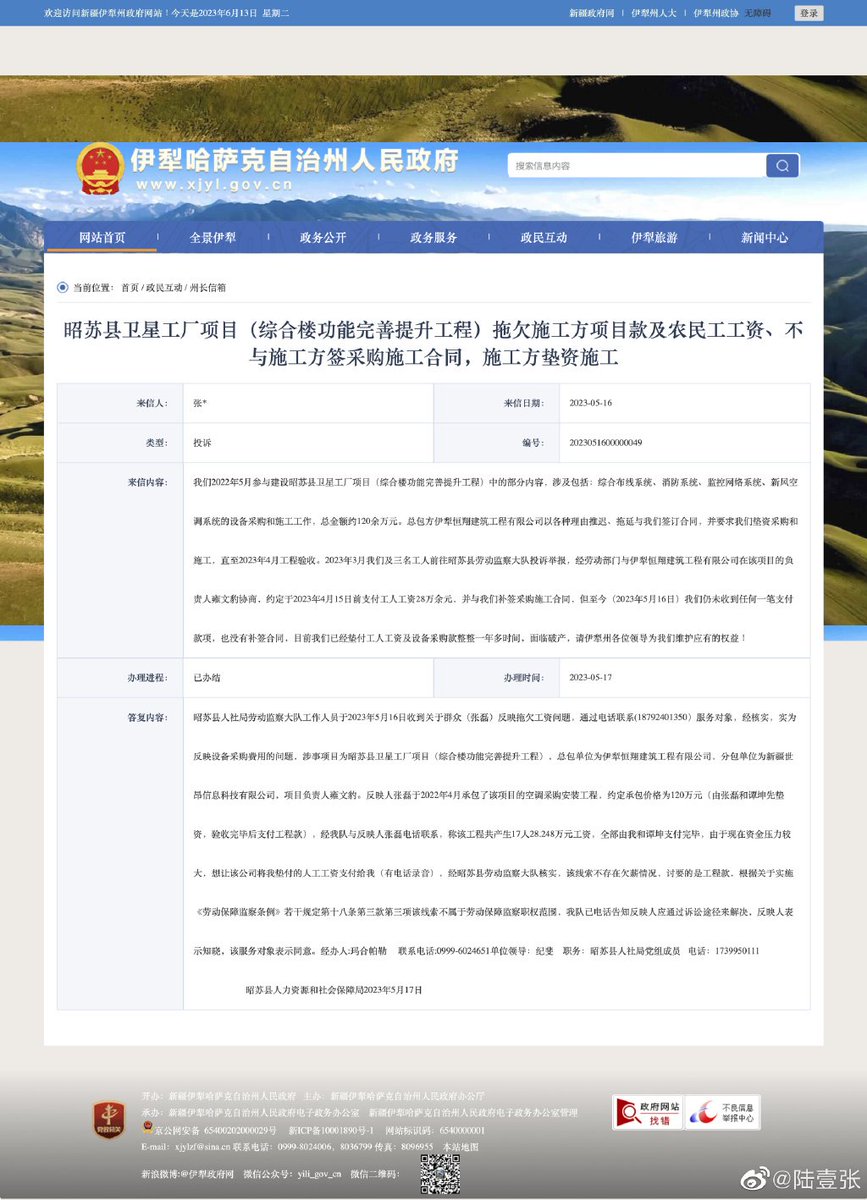 欢迎访问新疆伊犁州政府网站 | 今天是2023年6月13日 星期二
新疆政府网 | 伊犁州人大 | 伊犁州政协 无障碍 登录
伊犁哈萨克自治州人民政府
www.xjyl.gov.cn
搜索信息内容
网站首页 全景伊犁 政务公开 政务服务 政民互动 伊犁旅游 新闻中心
当前位置: 首页 / 政民互动 / 州长信箱
昭苏县卫星工厂项目（综合楼功能完善提升工程）拖欠施工方项目款及农民工工资、不
与施工方签采购施工合同，施工方垫资施工
来信人: 张* 来信日期: 2023-05-16
类型: 投诉 编号: 2023051600000049
来信内容: 我们2022年5月参与建设昭苏县卫星工厂项目（综合楼功能完善提升工程）中的部分内容，涉及包括：综合布线系统、消防系统、监控网络系统、新风空
调系统的设备采购和施工工作，总金额约120余万元。总包方伊犁恒翔建筑工程有限公司以各种理由推迟、拖延与我们签订合同，并要求我们垫资采购和
施工，直至2023年4月工程验收。2023年3月我们及三名工人前往昭苏县劳动监察大队投诉举报，经劳动部门与伊犁恒翔建筑工程有限公司在该项目的负
责人雍文豹协商，约定于2023年4月15日前支付工人工资28万余元，并与我们补签采购施工合同，但至今（2023年5月16日）我们仍未收到任何一笔支付
款项，也没有补签合同，目前我们已经垫付工人工资及设备采购款整整一年多时间，面临破产，请伊犁州各位领导为我们维护应有的权益！
办理进程: 已办结 办理时间: 2023-05-17
答复内容: 昭苏县人社局劳动监察大队工作人员于2023年5月16日收到关于群众（张磊）反映拖欠工资问题，通过电话联系(18792401350）服务对象，经核实，实为
反映设备采购费用的问题，涉事项目为昭苏县卫星工厂项目（综合楼功能完善提升工程），总包单位为伊犁恒翔建筑工程有限公司，分包单位为新疆世
昂信息科技有限公司，项目负责人雍文豹。反映人张磊于2022年4月承包了该项目的空调采购安装工程，约定承包价格为120万元（由张磊和谭坤先垫
资，验收完毕后支付工程款），经我队与反映人张磊电话联系，称该工程共产生17人28.248万元工资，全部由我和谭坤支付完毕，由于现在资金压力较
大，想让该公司将我垫付的人工工资支付给我（有电话录音），经昭苏县劳动监察大队核实，该线索不存在欠薪情况，讨要的是工程款，根据关于实施
《劳动保障监察条例》若干规定第十八条第三款第三项该线索不属于劳动保障监察职权范围，我队已电话告知反映人应通过诉讼途径来解决，反映人表
示知晓，该服务对象表示同意。经办人:玛合帕勒 联系电话:0999-6024651单位领导：纪斐 职务：昭苏县人社局党组成员 电话：1739950111
昭苏县人力资源和社会保障局2023年5月17日
开办：新疆伊犁哈萨克自治州人民政府 主办：新疆伊犁哈萨克自治州人民政府办公厅
承办：新疆伊犁哈萨克自治州人民政府电子政务办公室 新疆伊犁哈萨克自治州人民政府电子政务办公室管理
京公网安备 65400202000029号 新ICP备10001890号-1 网站标识码：6540000001
E-mail：xjylzf@sina.cn 联系电话：0999-8024006，8036799 传真：8096955 本站地图
新浪微博:@伊犁政府网 微信公众号：yili_gov_cn 微信二维码：
党政机关
政府网站
找错
不良信息
举报中心
@陆壹张